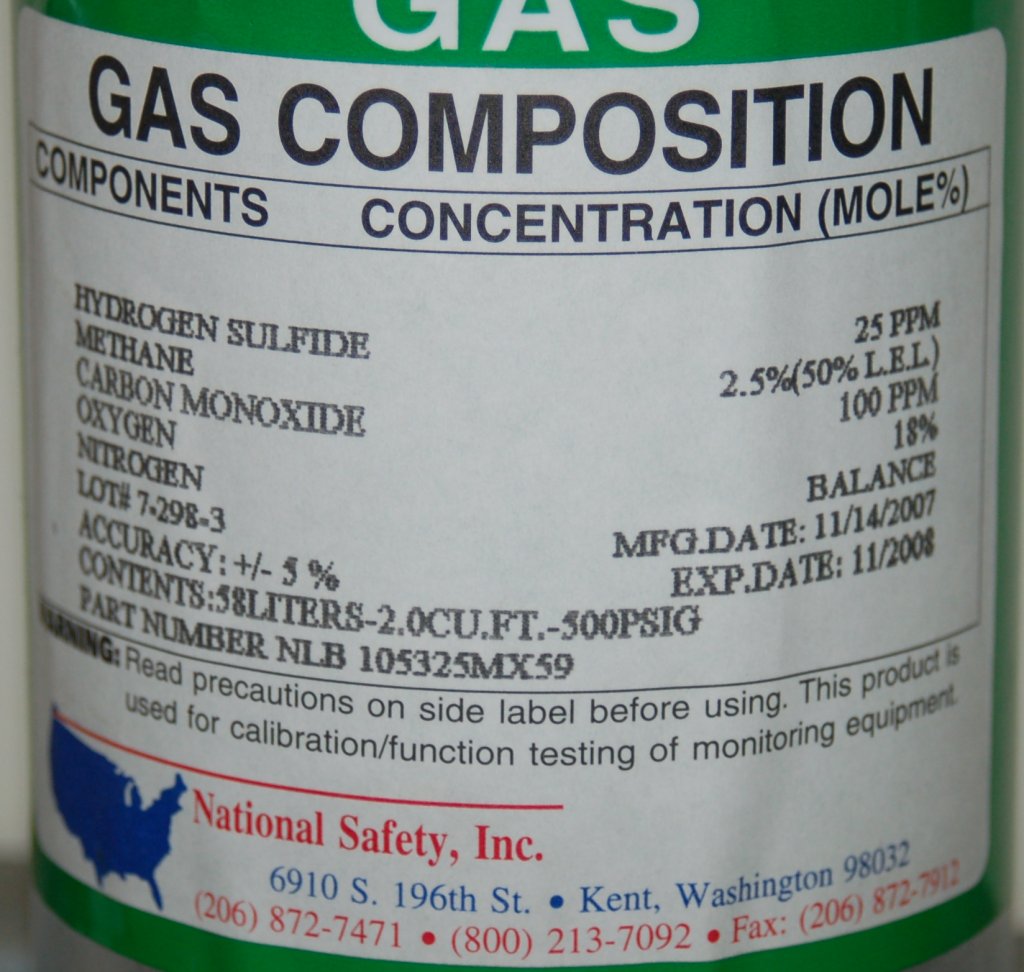 GAS
GAS COMPOSITION
COMPONENTS CONCENTRATION (MOLE%)
HYDROGEN SULFIDE 25 PPM
METHANE 2.5%(50% L.E.L)
CARBON MONOXIDE 100 PPM
OXYGEN 18%
NITROGEN BALANCE
LOT# 7-298-3 MFG.DATE: 11/14/2007
ACCURACY: +/- 5 % EXP.DATE: 11/2008
CONTENTS:58LITERS-2.0CU.FT.-500PSIG
PART NUMBER NLB 105325MX59
WARNING: Read precautions on side label before using. This product is
used for calibration/function testing of monitoring equipment.
National Safety, Inc.
6910 S. 196th St. • Kent, Washington 98032
(206) 872-7471 • (800) 213-7092 • Fax: (206) 872-7912